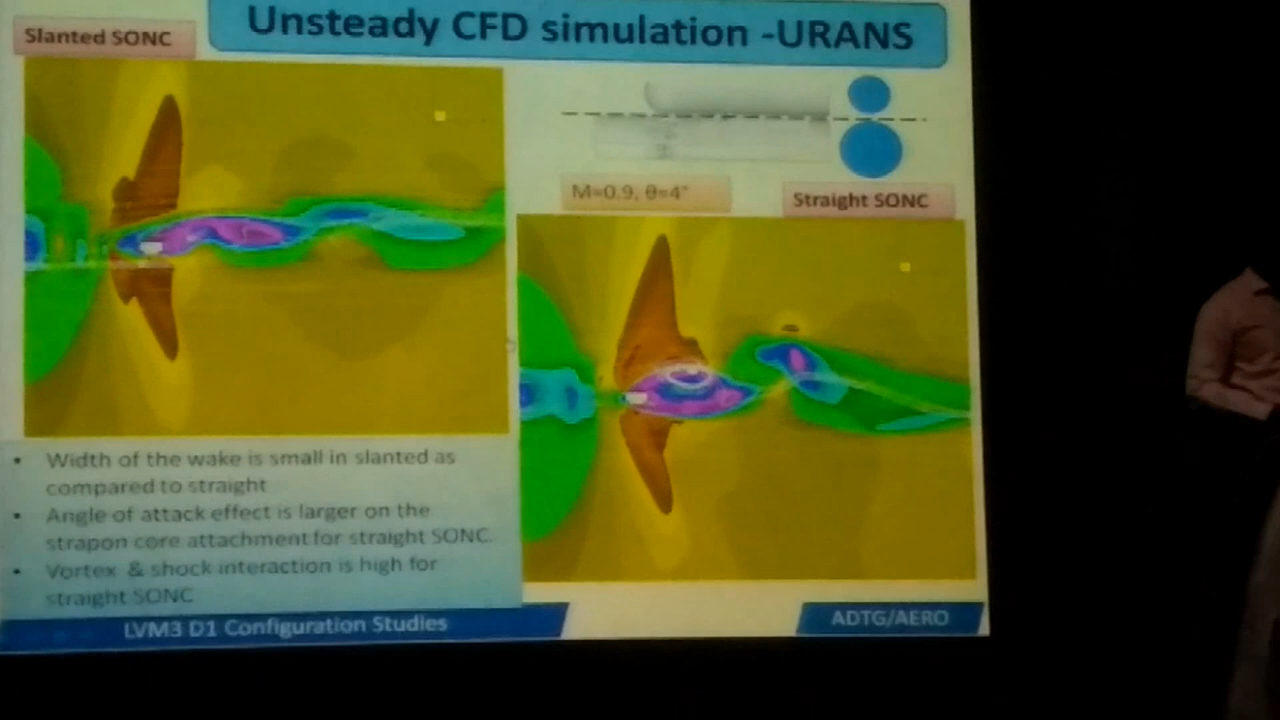 Unsteady CFD simulation -URANS
Slanted SONC
M=0.9, θ=4°
Straight SONC
• Width of the wake is small in slanted as
compared to straight
• Angle of attack effect is larger on the
strapon core attachment for straight SONC.
• Vortex & shock interaction is high for
straight SONC
LVM3 D1 Configuration Studies
ADTG/AERO